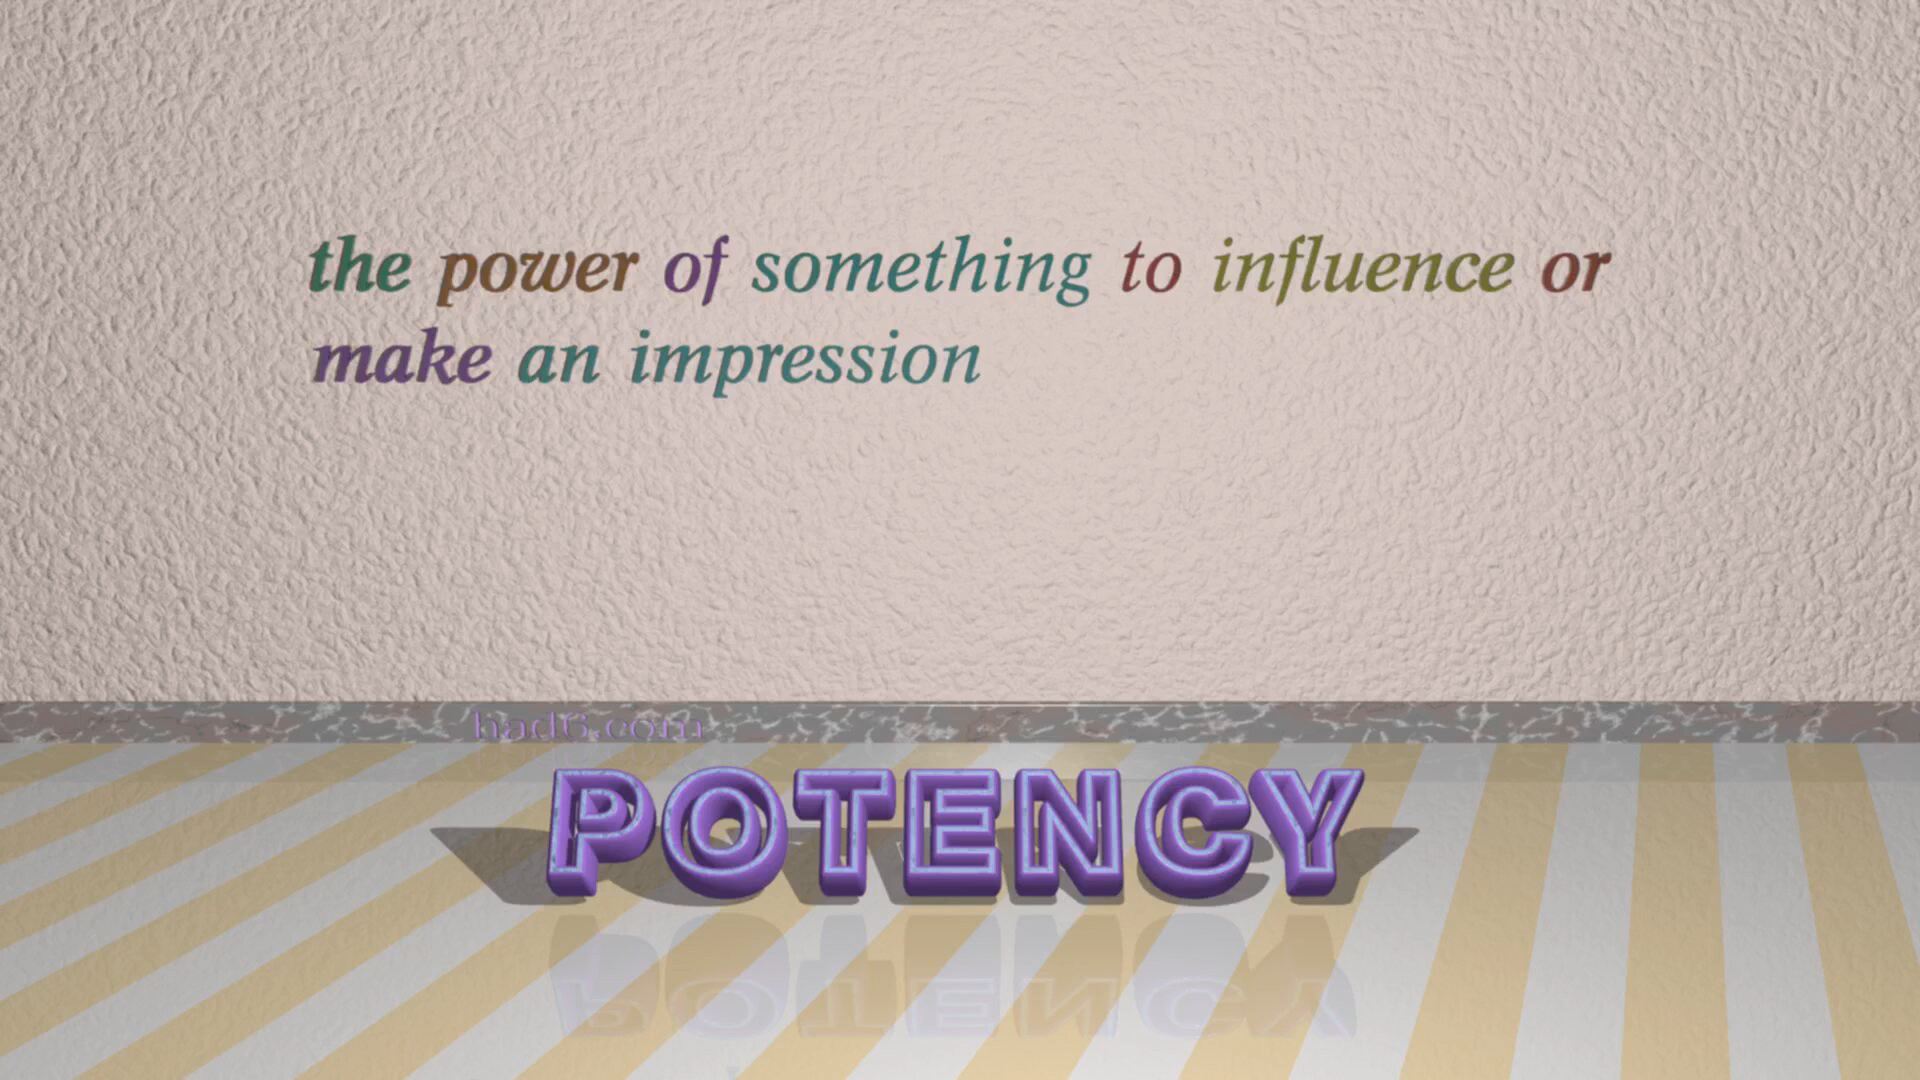 the power of something to influence or
make an impression
had6.com
POTENCY